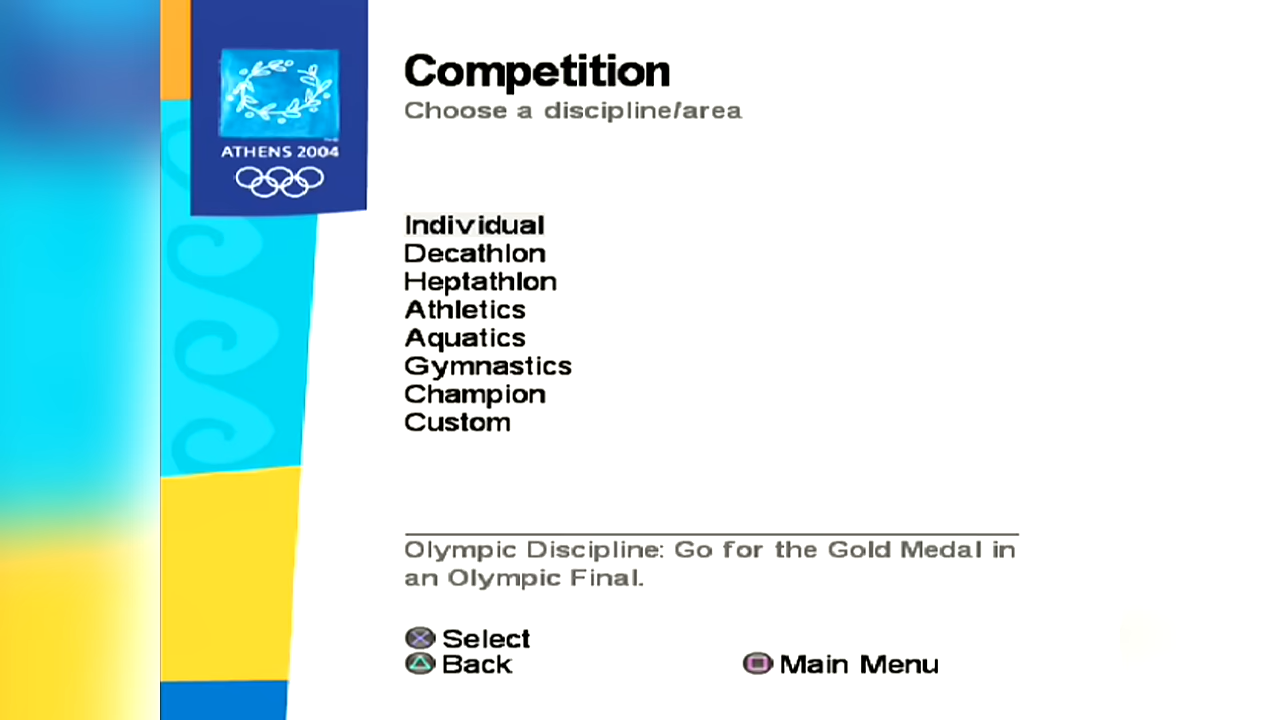 Competition
Choose a discipline/area
ATHENS 2004
Individual
Decathlon
Heptathlon
Athletics
Aquatics
Gymnastics
Champion
Custom
Olympic Discipline: Go for the Gold Medal in
an Olympic Final.
Select
Back
Main Menu